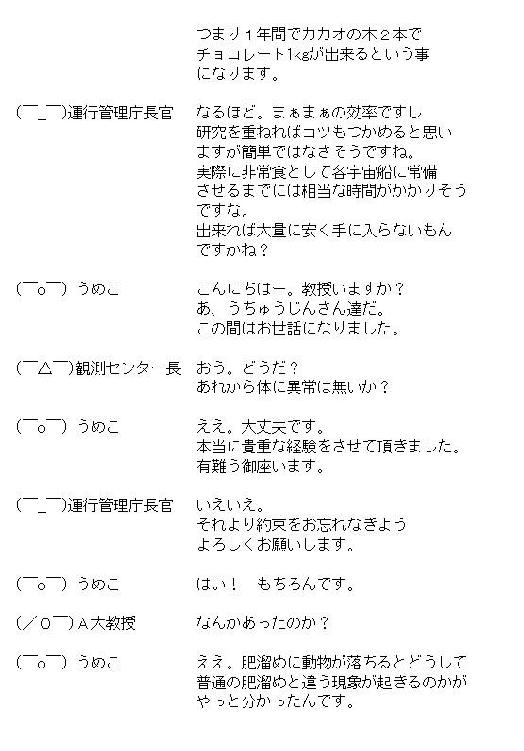 つまり１年間でカカオの木２本で
チョコレート1kgが出来るという事
になります。
(￣_￣)運行管理庁長官　なるほど。まぁまぁの効率ですし
研究を重ねればコツもつかめると思い
ますが簡単ではなさそうですね。
実際に非常食として各宇宙船に常備
させるまでには相当な時間がかかりそう
ですな。
出来れば大量に安く手に入らないもん
ですかね？
(￣o￣) うめこ　こんにちはー。教授いますか？
あ、うちゅうじんさん達だ。
この間はお世話になりました。
(￣△￣)観測センター長　おう。どうだ？
あれから体に異常は無いか？
(￣o￣) うめこ　ええ。大丈夫です。
本当に貴重な経験をさせて頂きました。
有難う御座います。
(￣_￣)運行管理庁長官　いえいえ。
それより約束をお忘れなきよう
よろしくお願いします。
(￣o￣) うめこ　はい！　もちろんです。
(／０￣)Ａ大教授　なんかあったのか？
(￣o￣) うめこ　ええ。肥溜めに動物が落ちるとどうして
普通の肥溜めと違う現象が起きるのかが
やっと分かったんです。